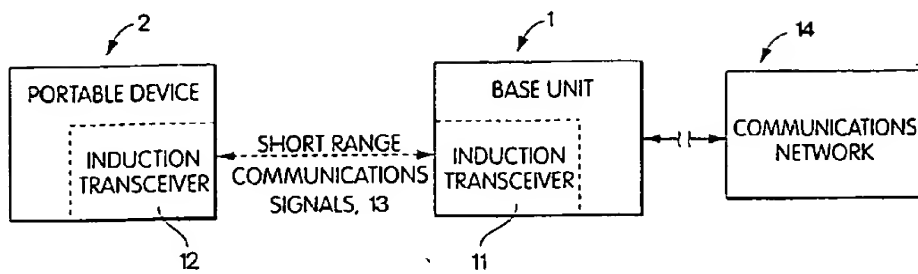 2
1
14
PORTABLE DEVICE
INDUCTION
TRANSCEIVER
12
SHORT RANGE
COMMUNICATIONS
SIGNALS, 13
BASE UNIT
INDUCTION
TRANSCEIVER
11
COMMUNICATIONS
NETWORK